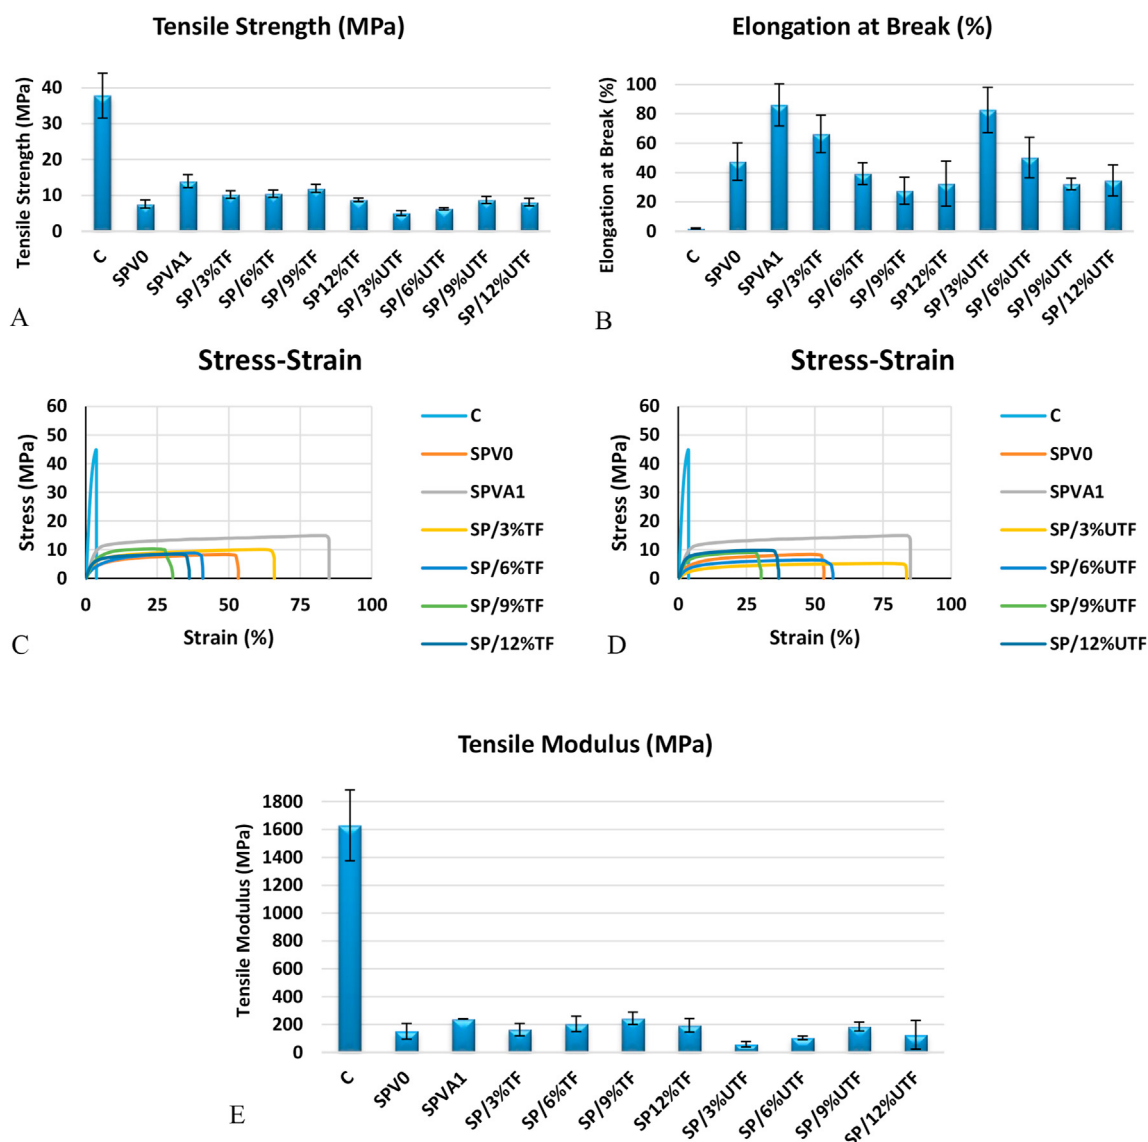 Tensile Strength (MPa)
Tensile Strength (MPa)
40
30
20
10
0
C
SPV0
SPVA1
SP/3%TF
SP/6%TF
SP/9%TF
SP12%TF
SP/3%UTF
SP/6%UTF
SP/9%UTF
SP/12%UTF
A
Elongation at Break (%)
Elongation at Break (%)
100
80
60
40
20
0
C
SPV0
SPVA1
SP/3%TF
SP/6%TF
SP/9%TF
SP12%TF
SP/3%UTF
SP/6%UTF
SP/9%UTF
SP/12%UTF
B
Stress-Strain
Stress (MPa)
60
50
40
30
20
10
0
0 25 50 75 100
Strain (%)
C
SPV0
SPVA1
SP/3%TF
SP/6%TF
SP/9%TF
SP/12%TF
C
Stress-Strain
Stress (MPa)
60
50
40
30
20
10
0
0 25 50 75 100
Strain (%)
C
SPV0
SPVA1
SP/3%UTF
SP/6%UTF
SP/9%UTF
SP/12%UTF
D
Tensile Modulus (MPa)
Tensile Modulus (MPa)
1800
1600
1400
1200
1000
800
600
400
200
0
C
SPV0
SPVA1
SP/3%TF
SP/6%TF
SP/9%TF
SP12%TF
SP/3%UTF
SP/6%UTF
SP/9%UTF
SP/12%UTF
E